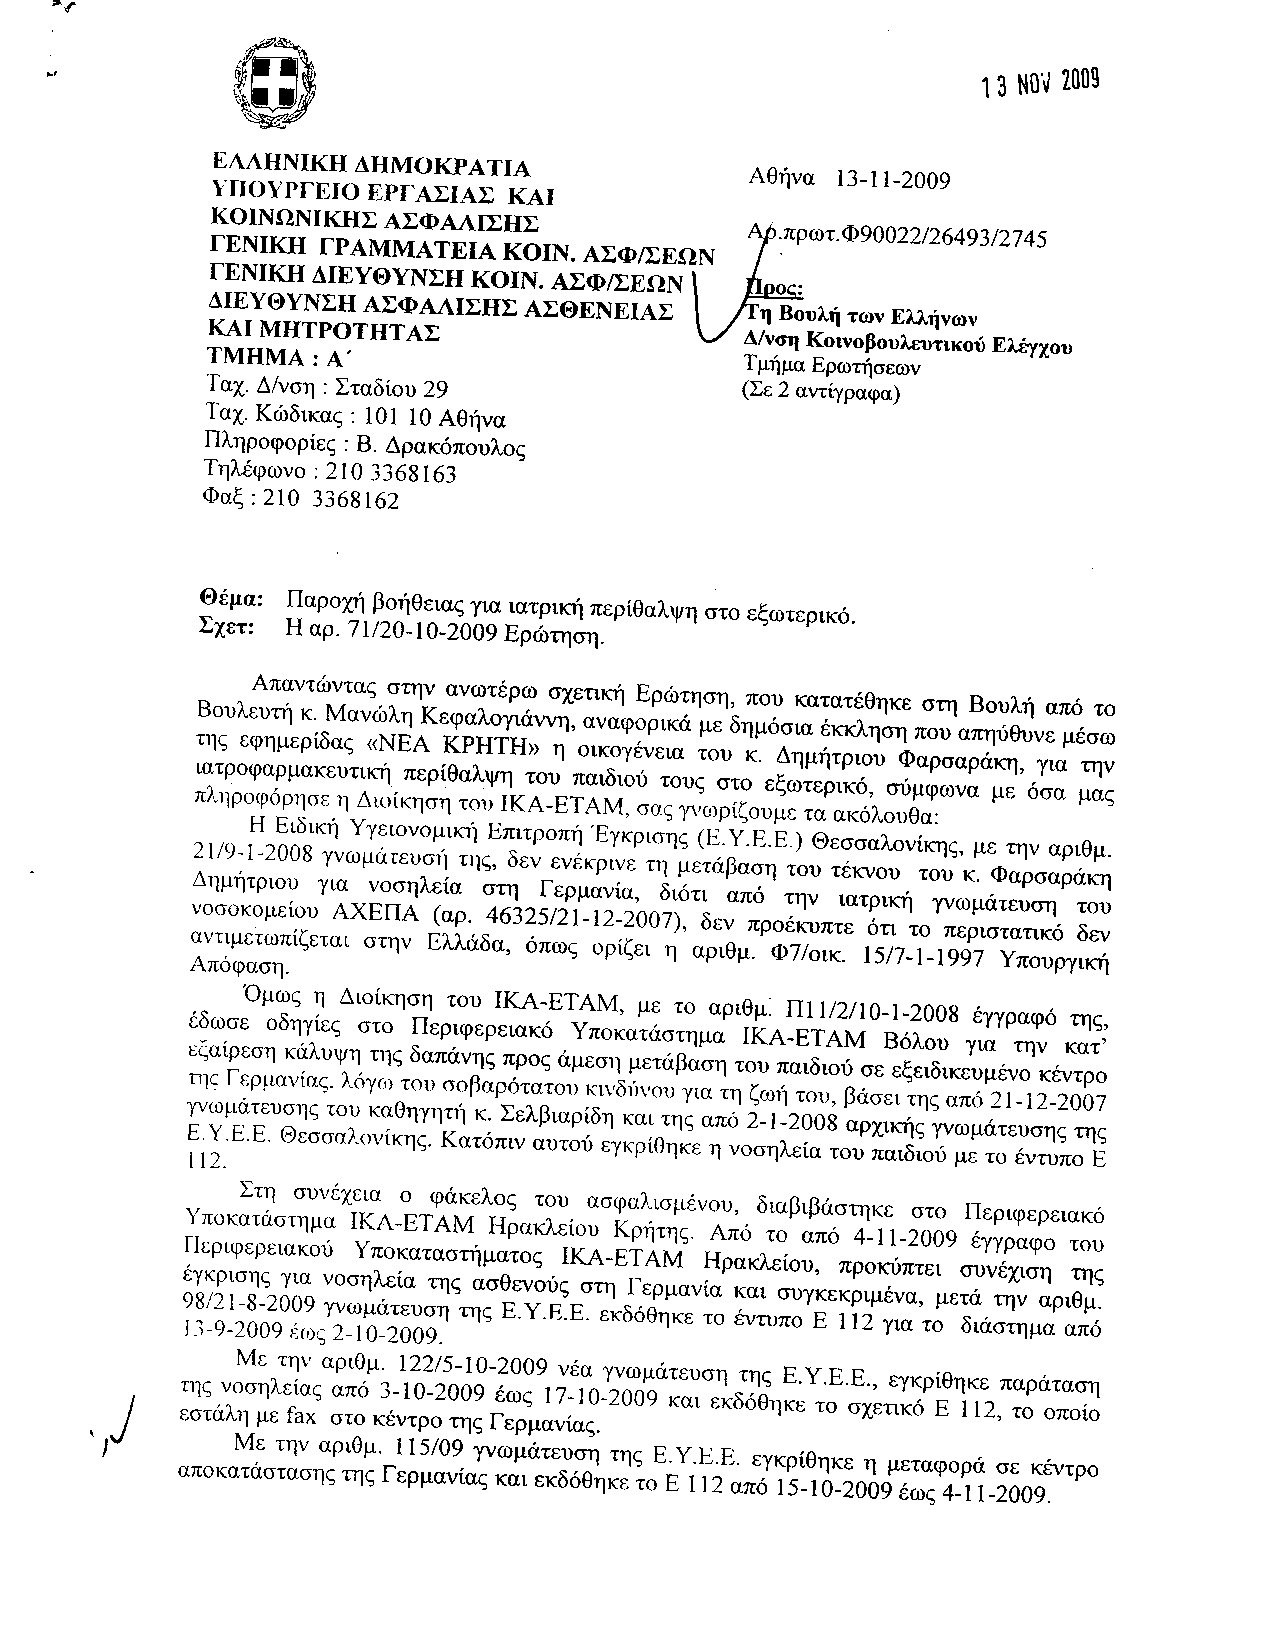 13 NOV 2009
ΕΛΛΗΝΙΚΗ ΔΗΜΟΚΡΑΤΙΑ
ΥΠΟΥΡΓΕΙΟ ΕΡΓΑΣΙΑΣ ΚΑΙ
ΚΟΙΝΩΝΙΚΗΣ ΑΣΦΑΛΙΣΗΣ
ΓΕΝΙΚΗ ΓΡΑΜΜΑΤΕΙΑ ΚΟΙΝ. ΑΣΦ/ΣΕΩΝ
ΓΕΝΙΚΗ ΔΙΕΥΘΥΝΣΗ ΚΟΙΝ. ΑΣΦ/ΣΕΩΝ
ΔΙΕΥΘΥΝΣΗ ΑΣΦΑΛΙΣΗΣ ΑΣΘΕΝΕΙΑΣ
ΚΑΙ ΜΗΤΡΟΤΗΤΑΣ
ΤΜΗΜΑ : Α΄
Ταχ. Δ/νση : Σταδίου 29
Ταχ. Κώδικας : 101 10 Αθήνα
Πληροφορίες : Β. Δρακόπουλος
Τηλέφωνο : 210 3368163
Φαξ : 210 3368162
Αθήνα 13-11-2009
Αρ.πρωτ.Φ90022/26493/2745
Προς:
Τη Βουλή των Ελλήνων
Δ/νση Κοινοβουλευτικού Ελέγχου
Τμήμα Ερωτήσεων
(Σε 2 αντίγραφα)
Θέμα: Παροχή βοήθειας για ιατρική περίθαλψη στο εξωτερικό.
Σχετ: Η αρ. 71/20-10-2009 Ερώτηση.
Απαντώντας στην ανωτέρω σχετική Ερώτηση, που κατατέθηκε στη Βουλή από το
Βουλευτή κ. Μανώλη Κεφαλογιάννη, αναφορικά με δημόσια έκκληση που απηύθυνε μέσω
της εφημερίδας «ΝΕΑ ΚΡΗΤΗ» η οικογένεια του κ. Δημήτριου Φαρσαράκη, για την
ιατροφαρμακευτική περίθαλψη του παιδιού τους στο εξωτερικό, σύμφωνα με όσα μας
πληροφόρησε η Διοίκηση του ΙΚΑ-ΕΤΑΜ, σας γνωρίζουμε τα ακόλουθα:
Η Ειδική Υγειονομική Επιτροπή Έγκρισης (Ε.Υ.Ε.Ε.) Θεσσαλονίκης, με την αριθμ.
21/9-1-2008 γνωμάτευσή της, δεν ενέκρινε τη μετάβαση του τέκνου του κ. Φαρσαράκη
Δημήτριου για νοσηλεία στη Γερμανία, διότι από την ιατρική γνωμάτευση του
νοσοκομείου ΑΧΕΠΑ (αρ. 46325/21-12-2007), δεν προέκυπτε ότι το περιστατικό δεν
αντιμετωπίζεται στην Ελλάδα, όπως ορίζει η αριθμ. Φ7/οικ. 15/7-1-1997 Υπουργική
Απόφαση.
Όμως η Διοίκηση του ΙΚΑ-ΕΤΑΜ, με το αριθμ. Π11/2/10-1-2008 έγγραφό της,
έδωσε οδηγίες στο Περιφερειακό Υποκατάστημα ΙΚΑ-ΕΤΑΜ Βόλου για την κατ’
εξαίρεση κάλυψη της δαπάνης προς άμεση μετάβαση του παιδιού σε εξειδικευμένο κέντρο
της Γερμανίας, λόγω του σοβαρότατου κινδύνου για τη ζωή του, βάσει της από 21-12-2007
γνωμάτευσης του καθηγητή κ. Σελβιαρίδη και της από 2-1-2008 αρχικής γνωμάτευσης της
Ε.Υ.Ε.Ε. Θεσσαλονίκης. Κατόπιν αυτού εγκρίθηκε η νοσηλεία του παιδιού με το έντυπο Ε
112.
Στη συνέχεια ο φάκελος του ασφαλισμένου, διαβιβάστηκε στο Περιφερειακό
Υποκατάστημα ΙΚΑ-ΕΤΑΜ Ηρακλείου Κρήτης. Από το από 4-11-2009 έγγραφο του
Περιφερειακού Υποκαταστήματος ΙΚΑ-ΕΤΑΜ Ηρακλείου, προκύπτει συνέχιση της
έγκρισης για νοσηλεία της ασθενούς στη Γερμανία και συγκεκριμένα, μετά την αριθμ.
98/21-8-2009 γνωμάτευση της Ε.Υ.Ε.Ε. εκδόθηκε το έντυπο Ε 112 για το διάστημα από
13-9-2009 έως 2-10-2009.
Με την αριθμ. 122/5-10-2009 νέα γνωμάτευση της Ε.Υ.Ε.Ε., εγκρίθηκε παράταση
της νοσηλείας από 3-10-2009 έως 17-10-2009 και εκδόθηκε το σχετικό Ε 112, το οποίο
εστάλη με fax στο κέντρο της Γερμανίας.
Με την αριθμ. 115/09 γνωμάτευση της Ε.Υ.Ε.Ε. εγκρίθηκε η μεταφορά σε κέντρο
αποκατάστασης της Γερμανίας και εκδόθηκε το Ε 112 από 15-10-2009 έως 4-11-2009.